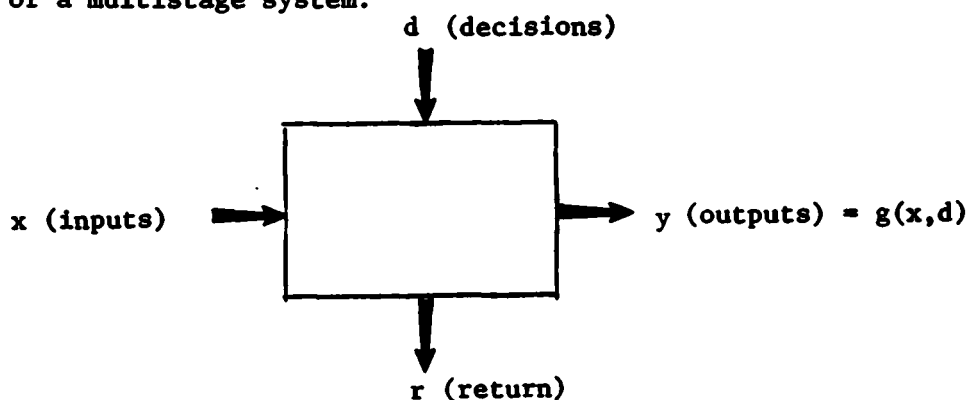 of a multistage system.
d (decisions)
x (inputs)
y (outputs) = g(x,d)
r (return)